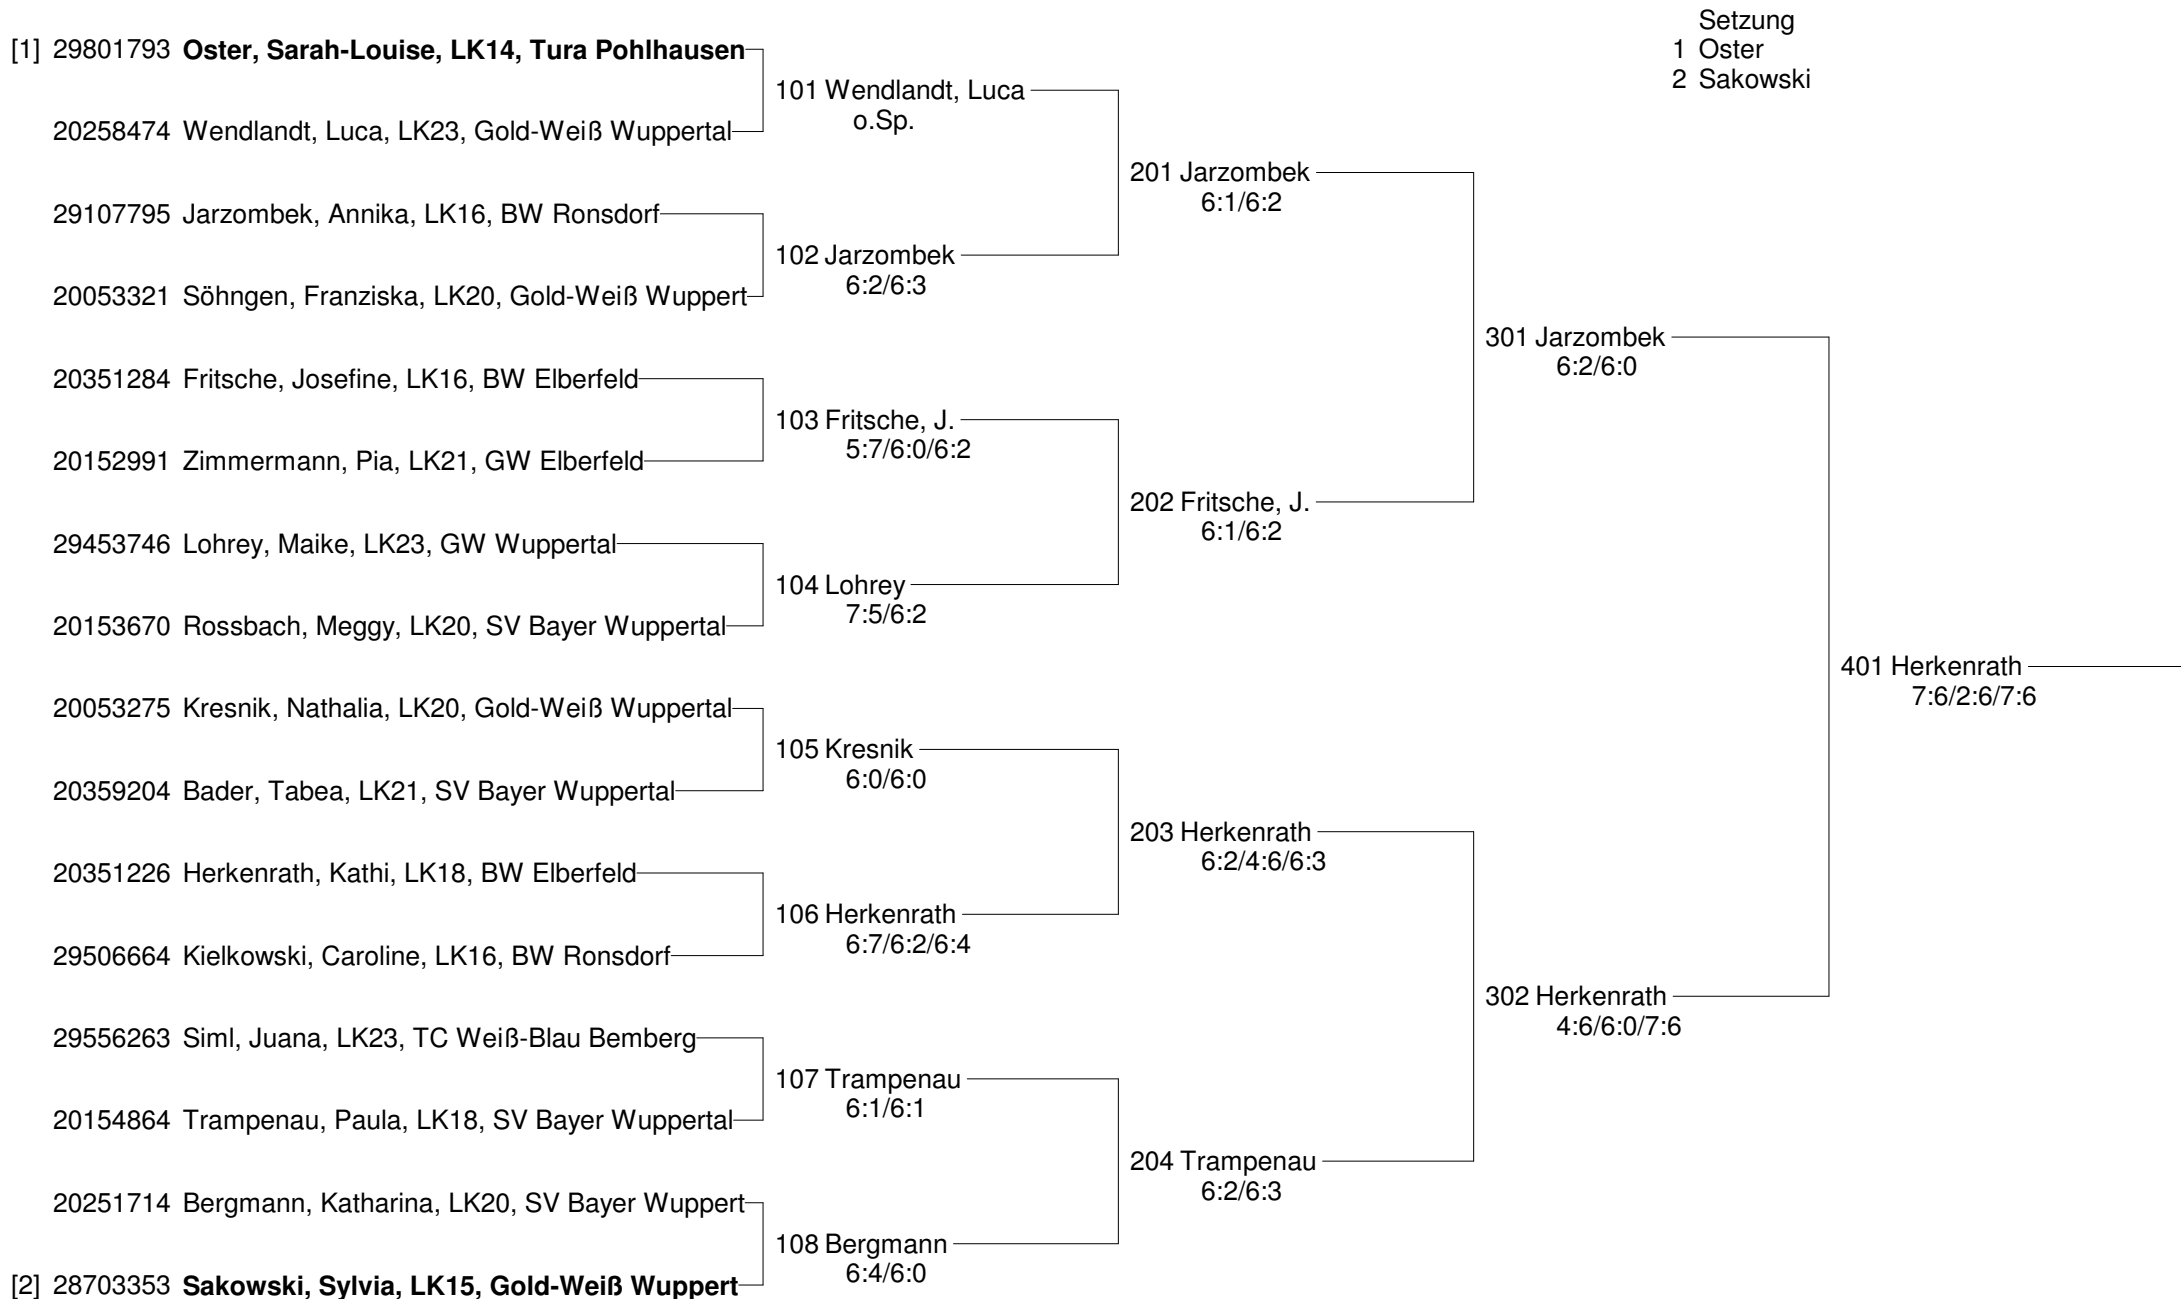 Setzung
1 Oster
2 Sakowski
[1] 29801793 Oster, Sarah-Louise, LK14, Tura Pohlhausen
101 Wendlandt, Luca
o.Sp.
20258474 Wendlandt, Luca, LK23, Gold-Weiß Wuppertal
201 Jarzombek
6:1/6:2
29107795 Jarzombek, Annika, LK16, BW Ronsdorf
102 Jarzombek
6:2/6:3
20053321 Söhngen, Franziska, LK20, Gold-Weiß Wuppert
301 Jarzombek
6:2/6:0
20351284 Fritsche, Josefine, LK16, BW Elberfeld
103 Fritsche, J.
5:7/6:0/6:2
20152991 Zimmermann, Pia, LK21, GW Elberfeld
202 Fritsche, J.
6:1/6:2
29453746 Lohrey, Maike, LK23, GW Wuppertal
104 Lohrey
7:5/6:2
20153670 Rossbach, Meggy, LK20, SV Bayer Wuppertal
401 Herkenrath
7:6/2:6/7:6
20053275 Kresnik, Nathalia, LK20, Gold-Weiß Wuppertal
105 Kresnik
6:0/6:0
20359204 Bader, Tabea, LK21, SV Bayer Wuppertal
203 Herkenrath
6:2/4:6/6:3
20351226 Herkenrath, Kathi, LK18, BW Elberfeld
106 Herkenrath
6:7/6:2/6:4
29506664 Kielkowski, Caroline, LK16, BW Ronsdorf
302 Herkenrath
4:6/6:0/7:6
29556263 Siml, Juana, LK23, TC Weiß-Blau Bemberg
107 Trampenau
6:1/6:1
20154864 Trampenau, Paula, LK18, SV Bayer Wuppertal
204 Trampenau
6:2/6:3
20251714 Bergmann, Katharina, LK20, SV Bayer Wuppert
108 Bergmann
6:4/6:0
[2] 28703353 Sakowski, Sylvia, LK15, Gold-Weiß Wuppert